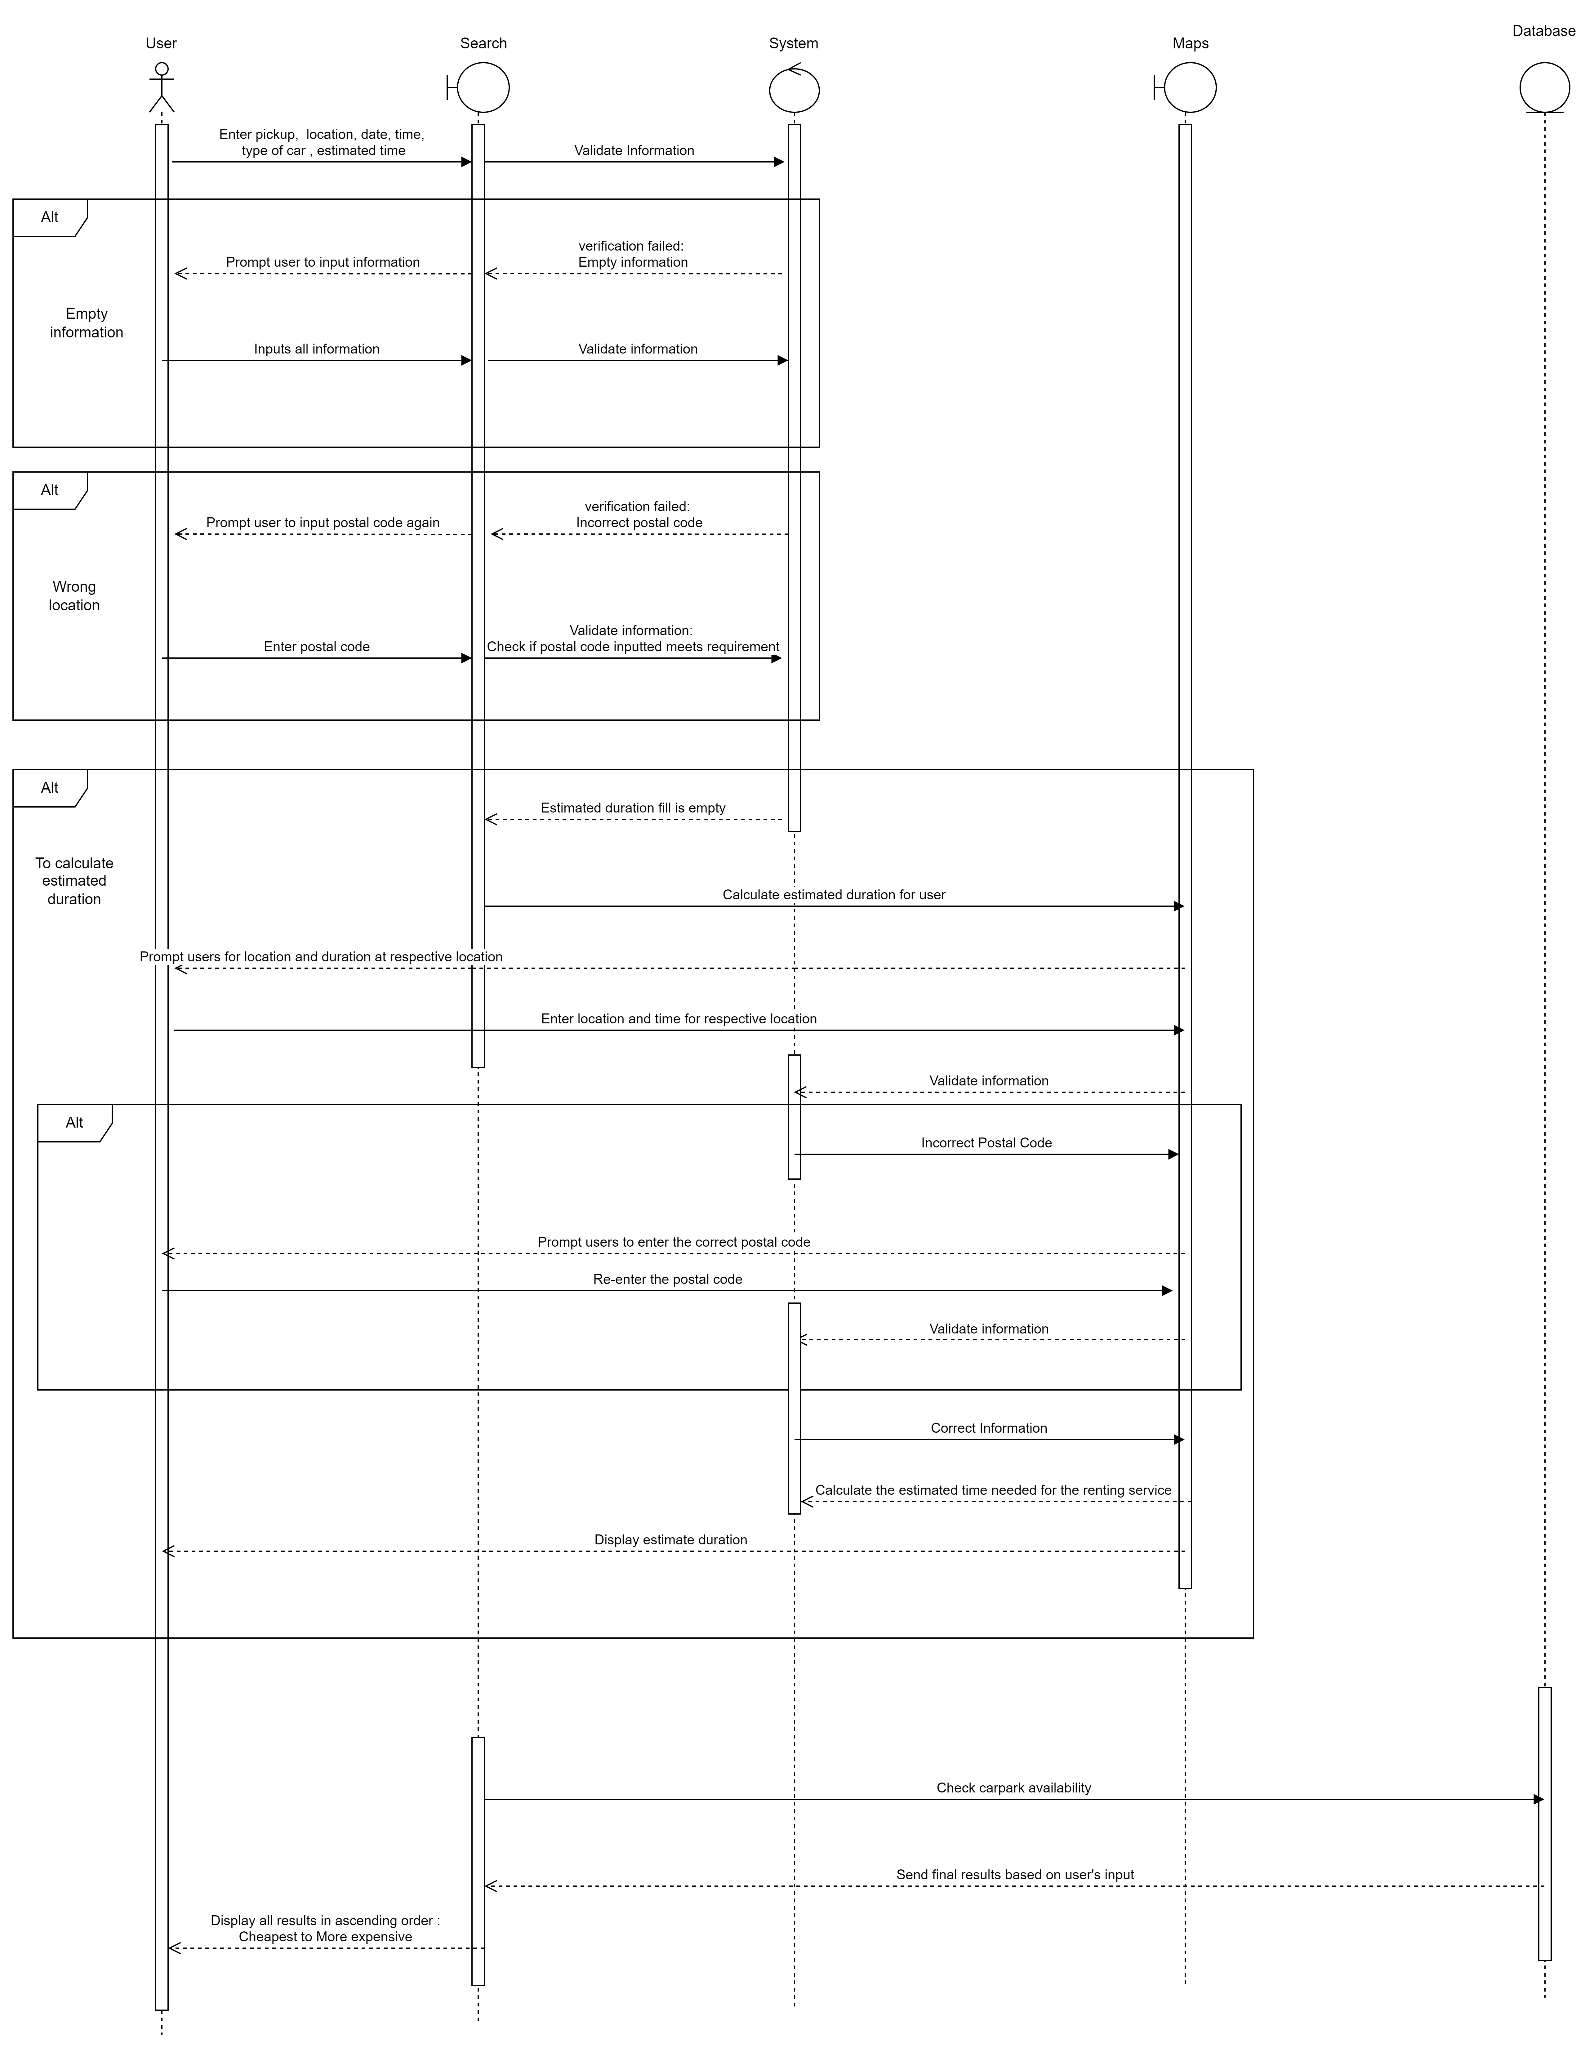 Database
User
Search
System
Maps
Enter pickup,  location, date, time,
type of car , estimated time
Validate Information
Alt
verification failed:
Empty information
Prompt user to input information
Empty
information
Inputs all information
Validate information
Alt
verification failed:
Incorrect postal code
Prompt user to input postal code again
Wrong
location
Validate information:
Check if postal code inputted meets requirement
Enter postal code
Alt
Estimated duration fill is empty
To calculate
estimated
duration
Calculate estimated duration for user
Prompt users for location and duration at respective location
Enter location and time for respective location
Validate information
Alt
Incorrect Postal Code
Prompt users to enter the correct postal code
Re-enter the postal code
Validate information
Correct Information
Calculate the estimated time needed for the renting service
Display estimate duration
Check carpark availability
Send final results based on user's input
Display all results in ascending order :
Cheapest to More expensive